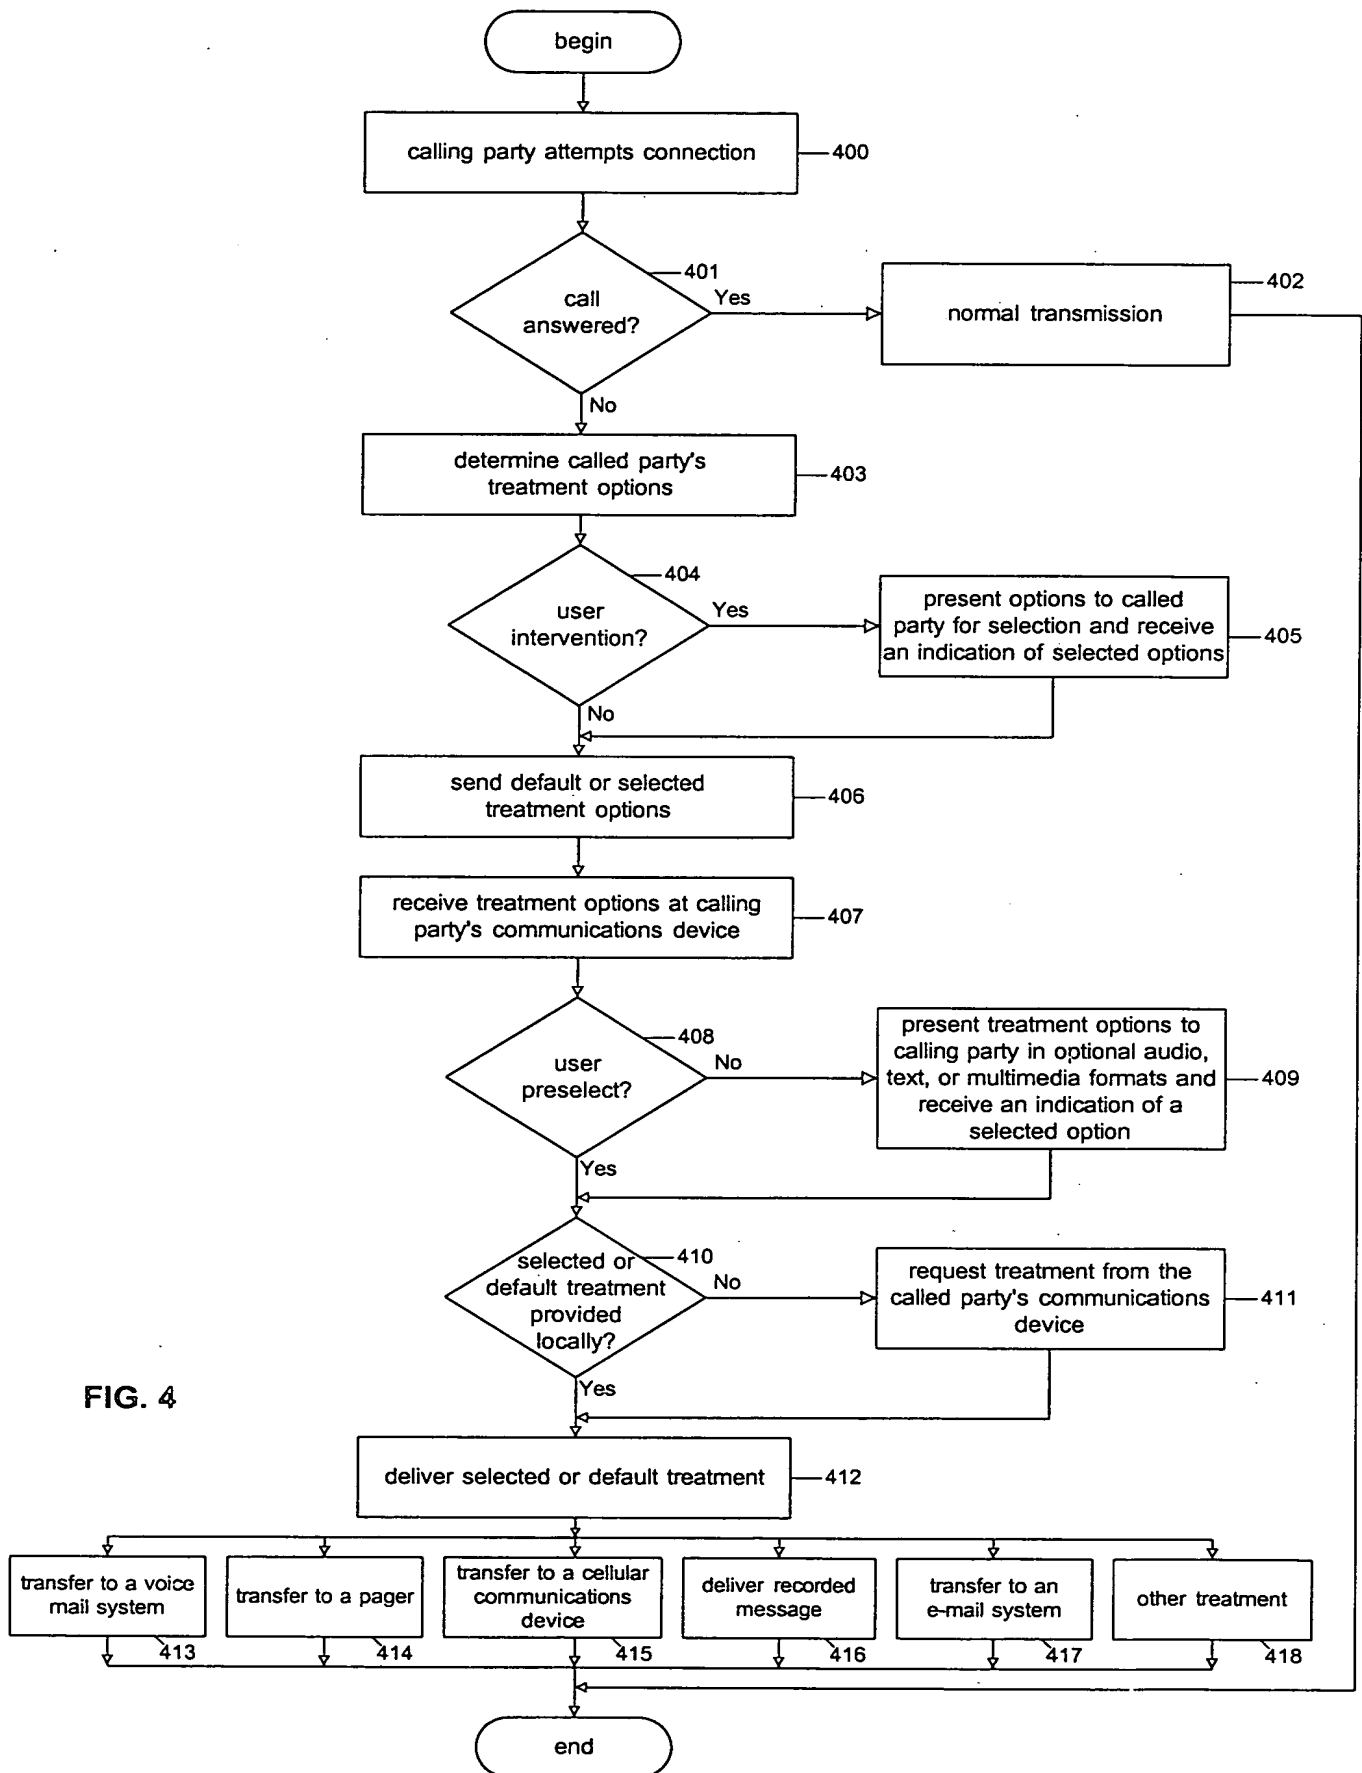 begin
calling party attempts connection
400
401
call
answered?
Yes
402
normal transmission
No
determine called party's
treatment options
403
404
user
intervention?
Yes
present options to called
party for selection and receive
an indication of selected options
405
No
send default or selected
treatment options
406
receive treatment options at calling
party's communications device
407
408
user
preselect?
No
present treatment options to
calling party in optional audio,
text, or multimedia formats and
receive an indication of a
selected option
409
Yes
410
selected or
default treatment
provided
locally?
No
request treatment from the
called party's communications
device
411
Yes
FIG. 4
deliver selected or default treatment
412
transfer to a voice
mail system
413
transfer to a pager
414
transfer to a cellular
communications
device
415
deliver recorded
message
416
transfer to an
e-mail system
417
other treatment
418
end